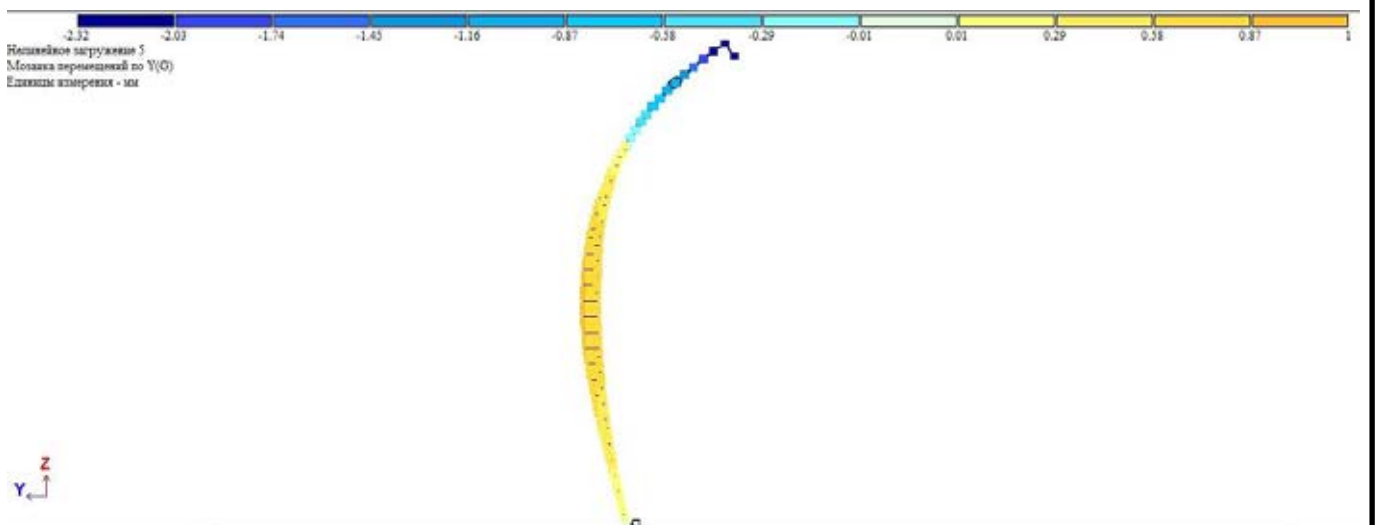 -2.32 -2.03 -1.74 -1.45 -1.16 -0.87 -0.58 -0.29 -0.01 0.01 0.29 0.58 0.87 1
Нелинейное загружение 5
Мозаика перемещений по Y(G)
Единицы измерения - мм
Z
Y